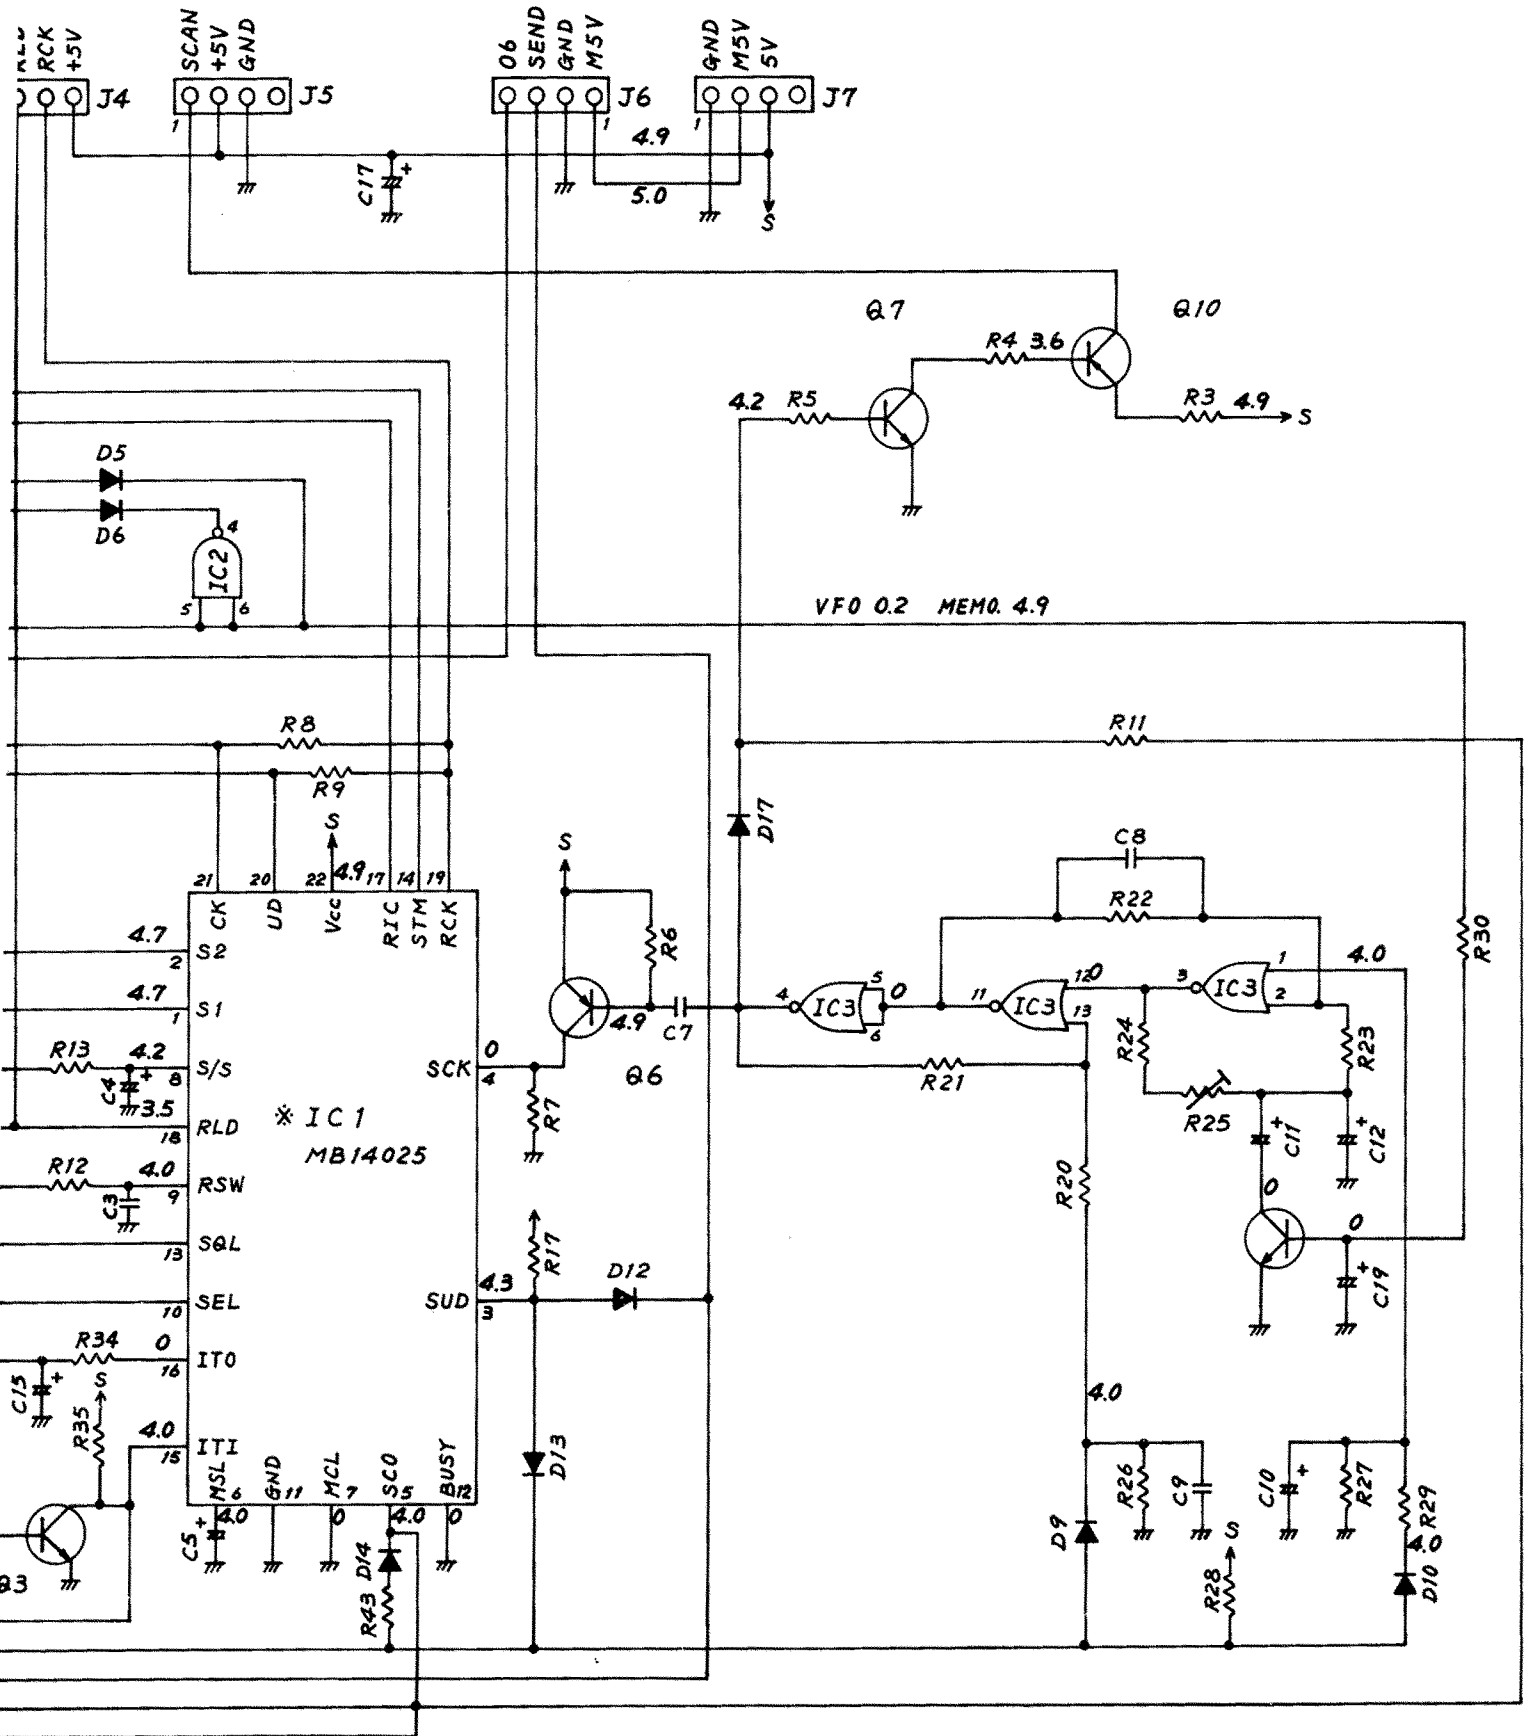 RCK
+5V
SCAN
+5V
GND
06
SEND
GND
M5V
GND
M5V
5V
J4
J5
J6
J7
1
1
1
4.9
C17
+
5.0
S
Q7
Q10
R4 3.6
4.2 R5
R3 4.9
S
D5
D6
4
IC2
5
6
VFO 0.2 MEMO. 4.9
R8
R11
R9
S
D17
S
C8
21
20
22
4.9
17
14
19
R22
CK
UD
Vcc
RIC
STM
RCK
R6
R30
4.7
2
S2
4.0
1
5
12
0
3
IC3
2
4
IC3
0
11
IC3
4.7
1
S1
4.9
C7
6
13
R24
R23
R13
4.2
+
8
S/S
C4
3.5
0
SCK
4
Q6
R21
R7
※ IC1
MB14025
R25
+
C11
+
C12
18
RLD
R12
4.0
9
RSW
C3
R20
0
0
13
SQL
R17
D12
4.3
SUD
3
+
C19
10
SEL
R34
0
16
ITO
C15
+
S
R35
4.0
15
ITI
4.0
D13
MSL
6
GND
11
MCL
7
SCO
5
BUSY
12
4.0
0
4.0
0
C5
+
D14
R43
R26
C9
C10
+
R27
R29
D9
S
R28
4.0
D10